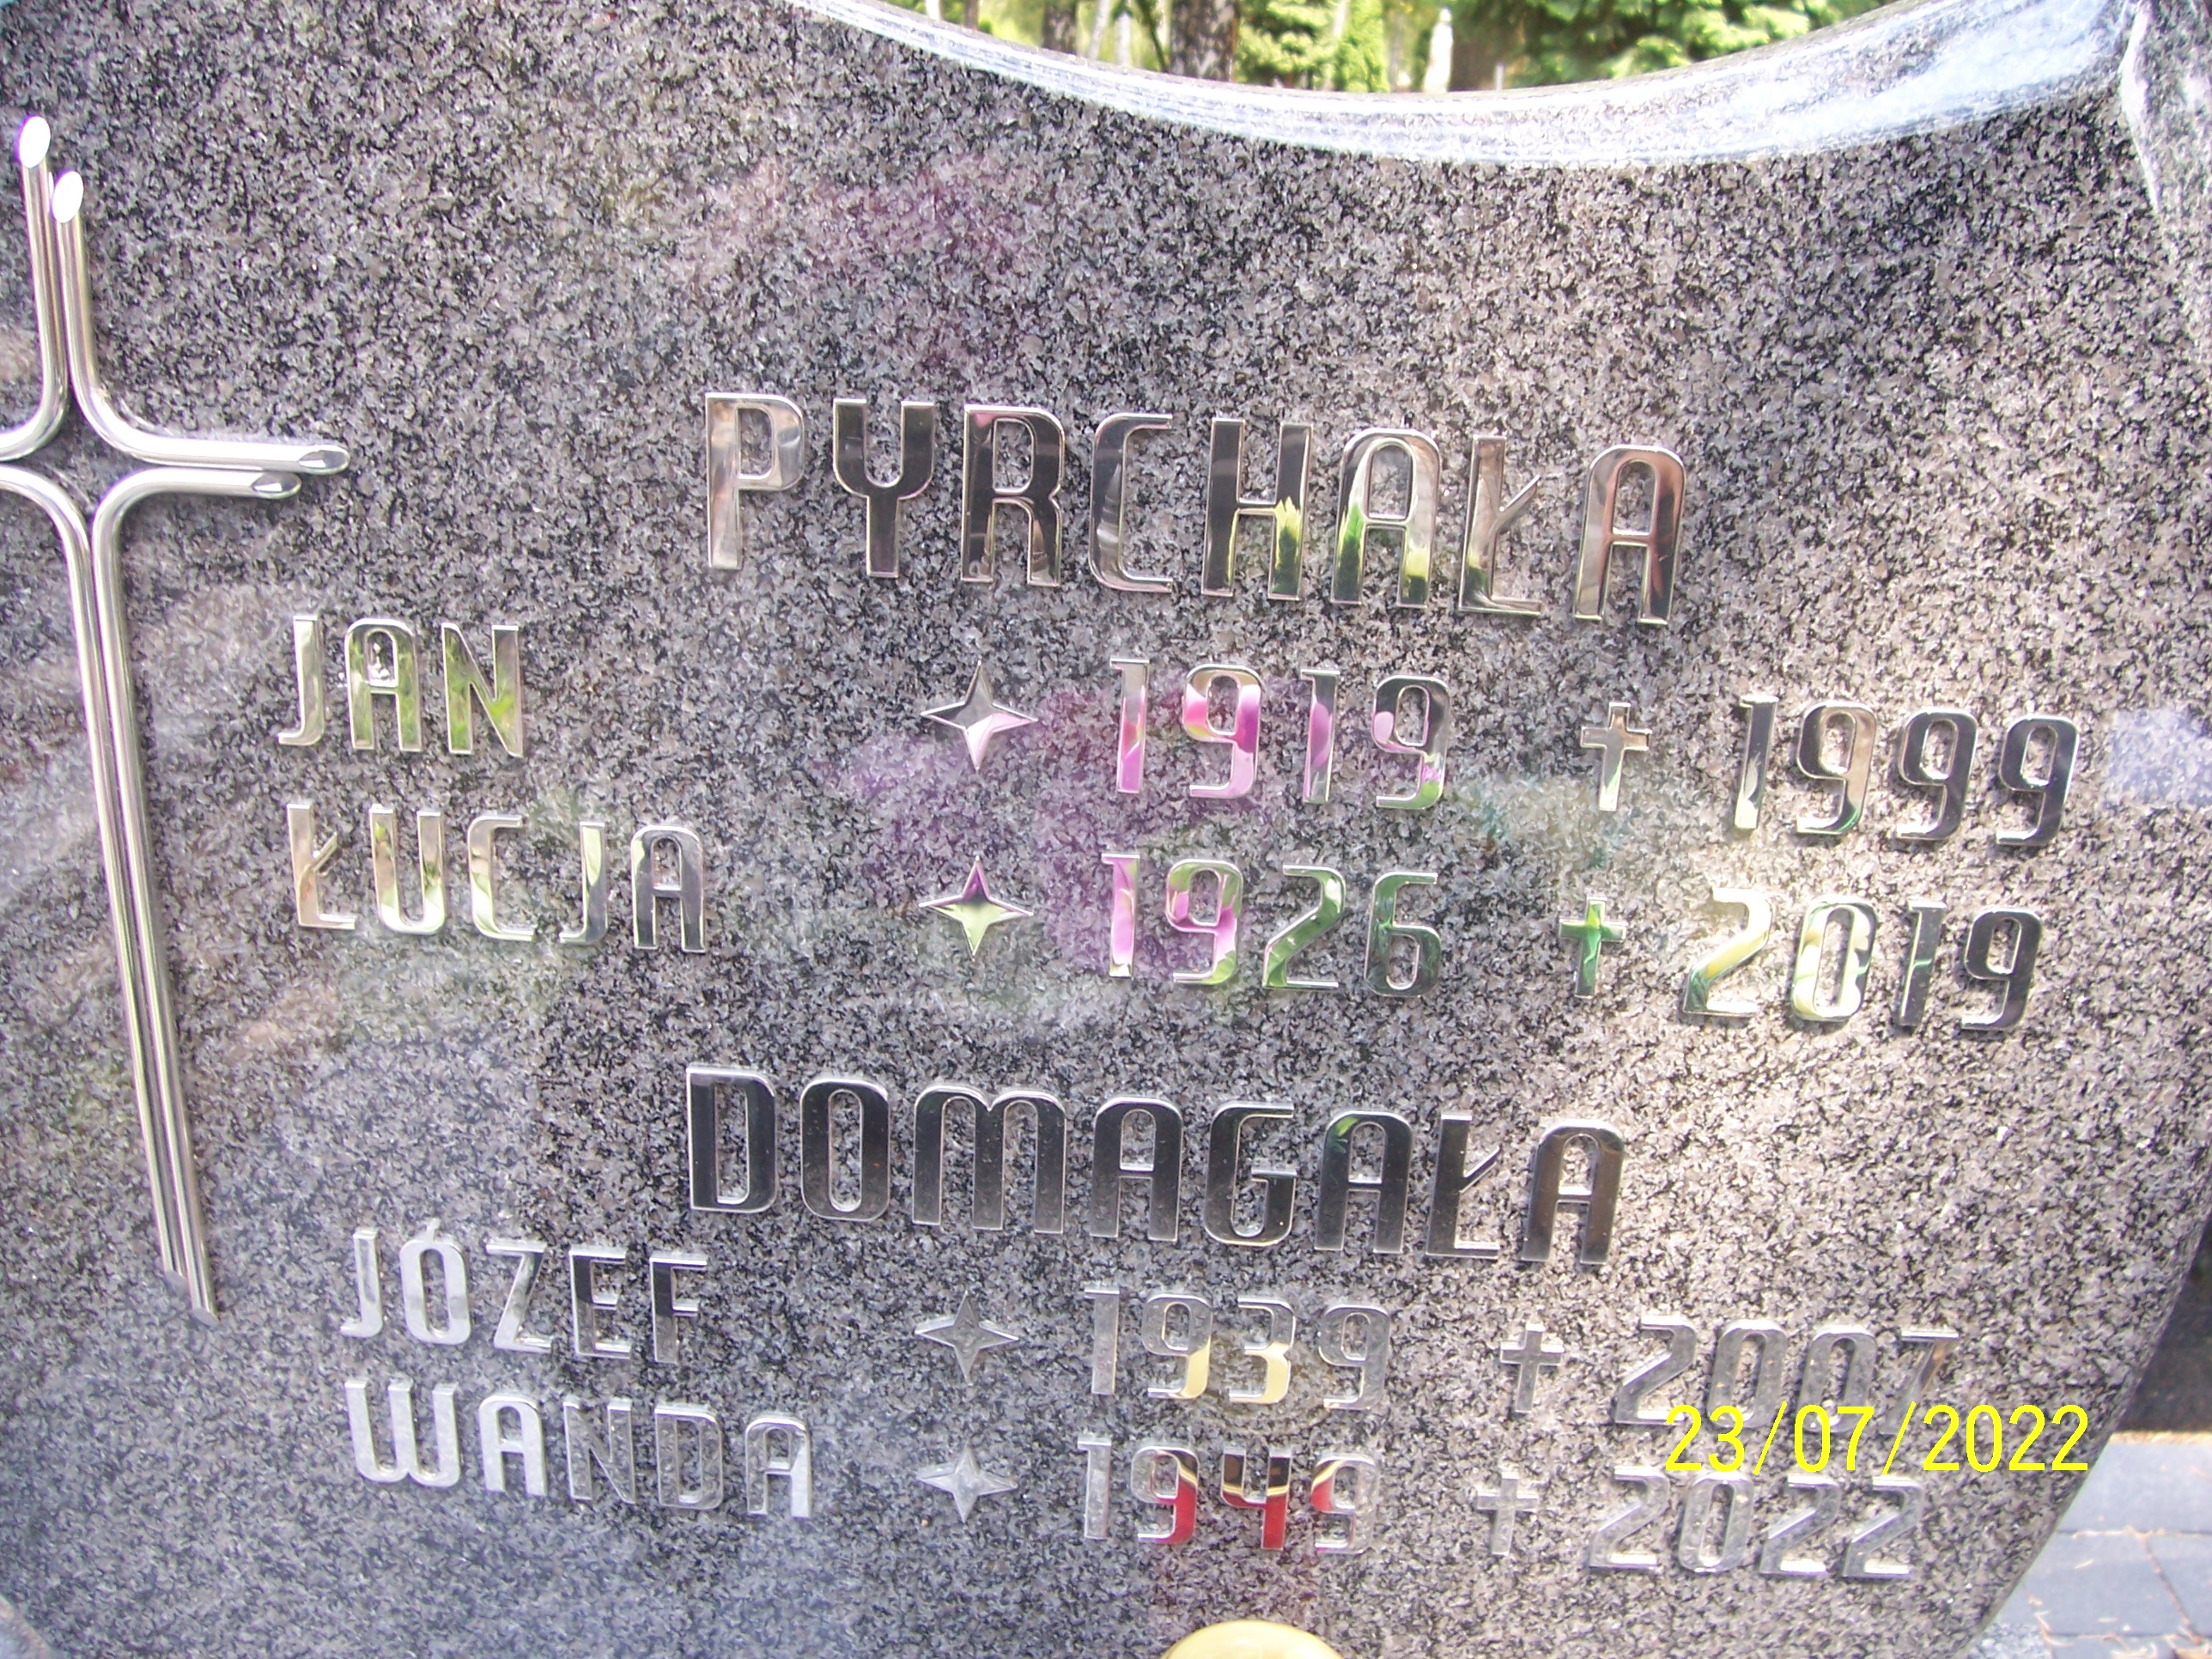 PYRCHAŁA
JAN ✦ 1919 ✝ 1999
ŁUCJA ✦ 1926 ✝ 2019
DOMAGAŁA
JÓZEF ✦ 1939 ✝ 2007
WANDA ✦ 1949 ✝ 2022
23/07/2022